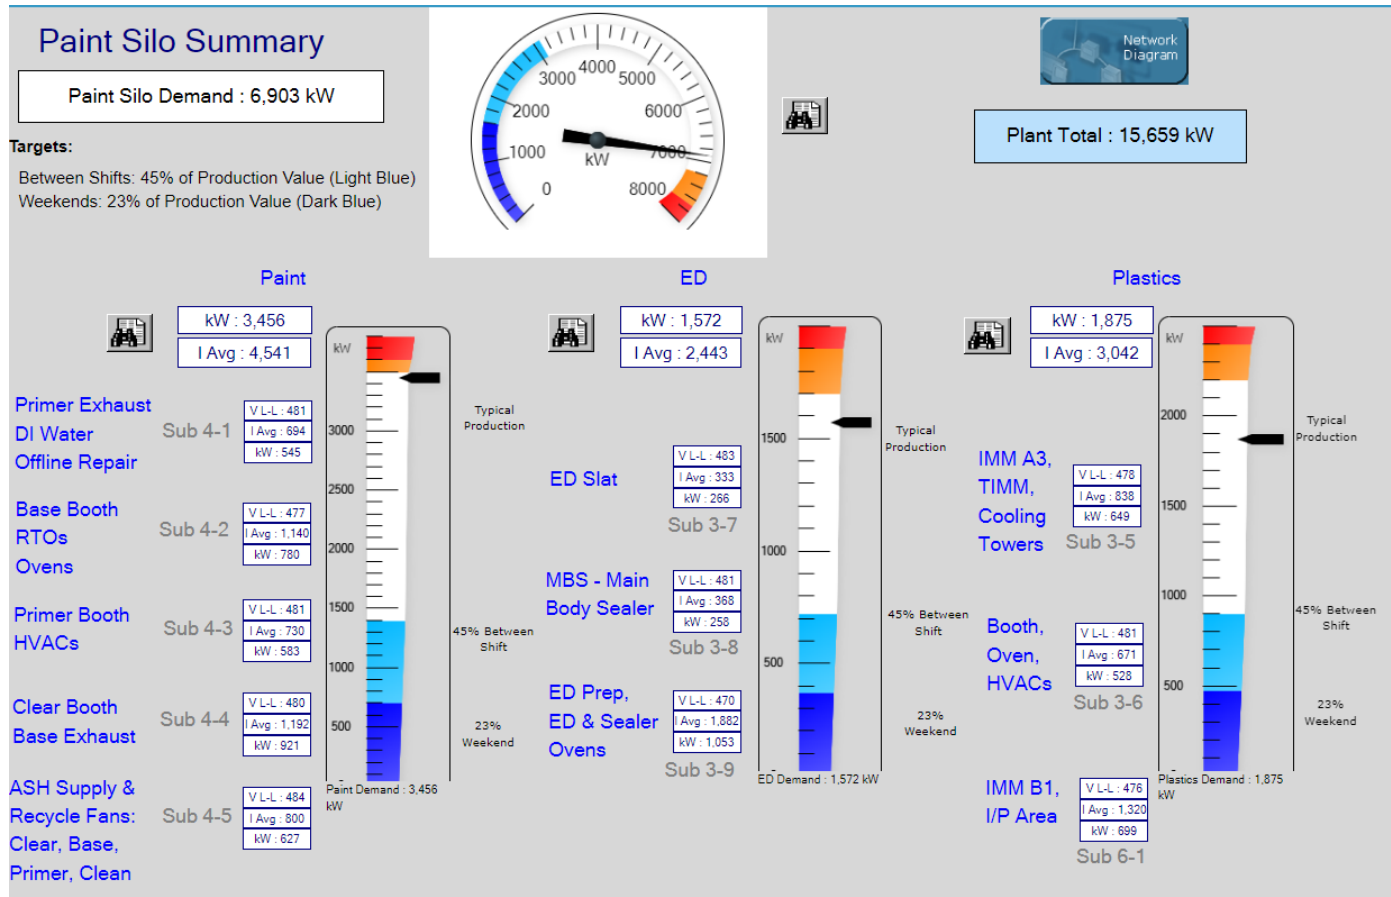 Paint Silo Summary
Paint Silo Demand : 6,903 kW
Targets:
Between Shifts: 45% of Production Value (Light Blue)
Weekends: 23% of Production Value (Dark Blue)
0
1000
2000
3000
4000
5000
6000
7000
8000
kW
Network
Diagram
Plant Total : 15,659 kW
Paint
kW : 3,456
I Avg : 4,541
Primer Exhaust
DI Water
Offline Repair
Sub 4-1
V L-L : 481
I Avg : 694
kW : 545
Base Booth
RTOs
Ovens
Sub 4-2
V L-L : 477
I Avg : 1,140
kW : 780
Primer Booth
HVACs
Sub 4-3
V L-L : 481
I Avg : 730
kW : 583
Clear Booth
Base Exhaust
Sub 4-4
V L-L : 480
I Avg : 1,192
kW : 921
ASH Supply &
Recycle Fans:
Clear, Base,
Primer, Clean
Sub 4-5
V L-L : 484
I Avg : 800
kW : 627
kW
3000
2500
2000
1500
1000
500
Typical
Production
45% Between
Shift
23%
Weekend
Paint Demand : 3,456
kW
ED
kW : 1,572
I Avg : 2,443
ED Slat
V L-L : 483
I Avg : 333
kW : 266
Sub 3-7
MBS - Main
Body Sealer
V L-L : 481
I Avg : 368
kW : 258
Sub 3-8
ED Prep,
ED & Sealer
Ovens
V L-L : 470
I Avg : 1,882
kW : 1,053
Sub 3-9
kW
1500
1000
500
Typical
Production
45% Between
Shift
23%
Weekend
ED Demand : 1,572 kW
Plastics
kW : 1,875
I Avg : 3,042
IMM A3,
TIMM,
Cooling
Towers
V L-L : 478
I Avg : 838
kW : 649
Sub 3-5
Booth,
Oven,
HVACs
V L-L : 481
I Avg : 671
kW : 528
Sub 3-6
IMM B1,
I/P Area
V L-L : 476
I Avg : 1,320
kW : 699
Sub 6-1
kW
2000
1500
1000
500
Typical
Production
45% Between
Shift
23%
Weekend
Plastics Demand : 1,875
kW